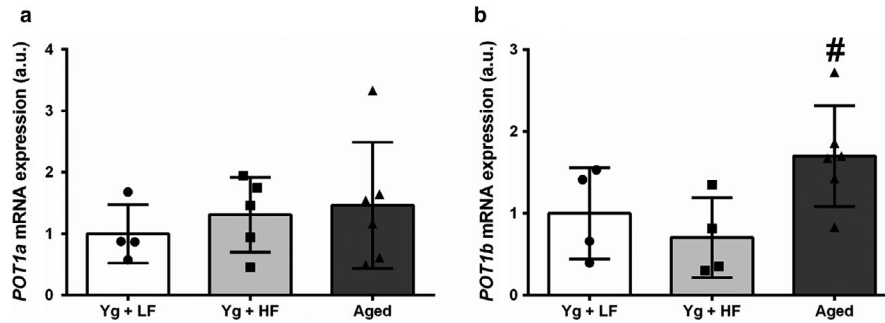 a
POT1a mRNA expression (a.u.)
4
3
2
1
0
Yg + LF Yg + HF Aged
b
POT1b mRNA expression (a.u.)
3
2
1
0
#
Yg + LF Yg + HF Aged